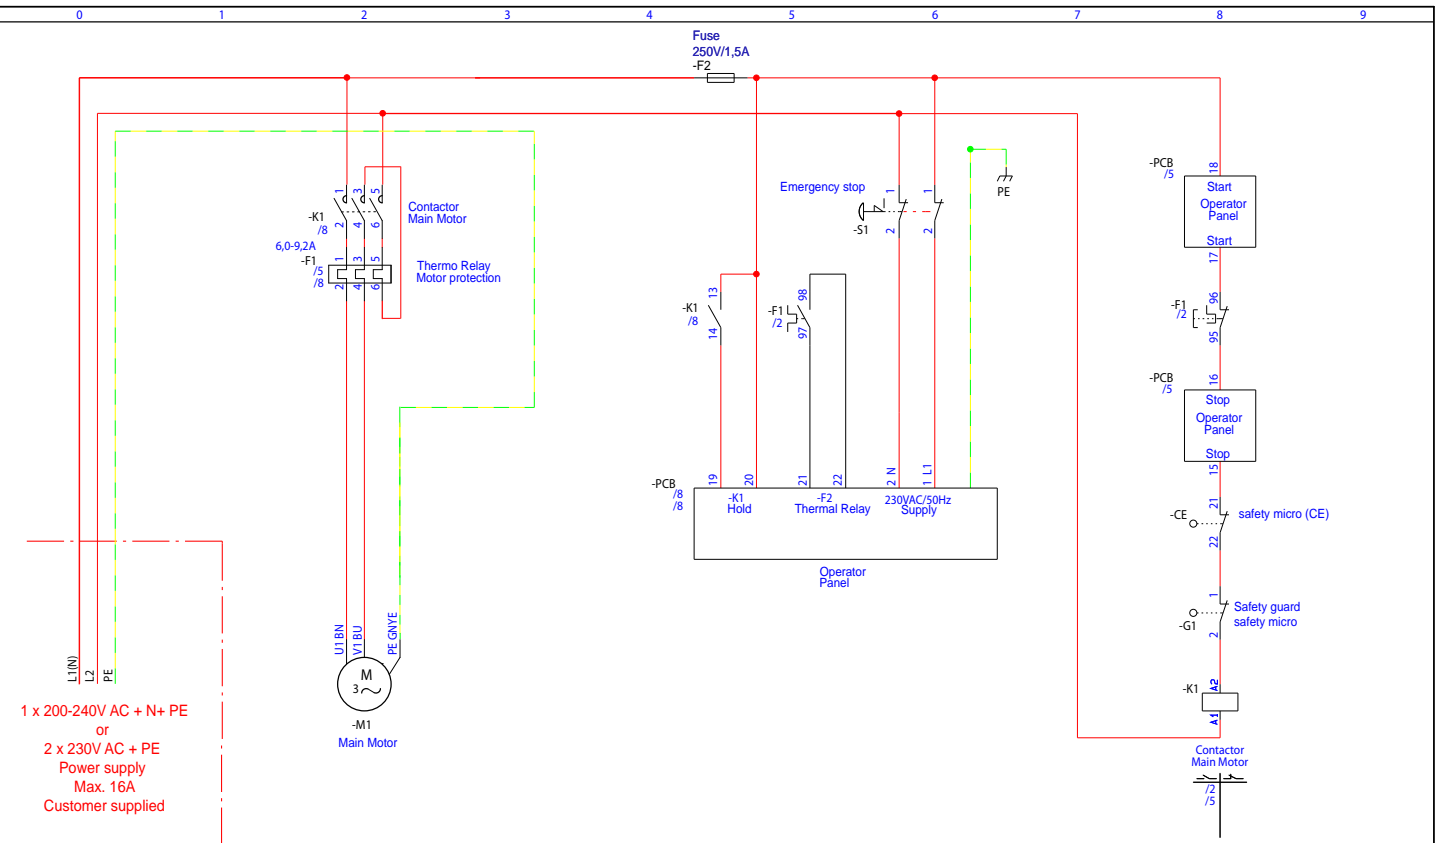 0 1 2 3 4 5 6 7 8 9
Fuse
250V/1,5A
-F2
-K1
/8
1 3 5
2 4 6
Contactor
Main Motor
6,0-9,2A
-F1
/5
/8
1 3 5
2 4 6
Thermo Relay
Motor protection
U1 BN
V1 BU
PE GNYE
M
3
-M1
Main Motor
L1(N)
L2
PE
1 x 200-240V AC + N+ PE
or
2 x 230V AC + PE
Power supply
Max. 16A
Customer supplied
Emergency stop
-S1
1 1
2 2
PE
-K1
/8
13
14
-F1
/2
98
97
-PCB
/8
/8
19 20 21 22 2 N 1 L1
-K1
Hold
-F2
Thermal Relay
230VAC/50Hz
Supply
Operator
Panel
-PCB
/5
18
Start
Operator
Panel
Start
17
-F1
/2
96
95
-PCB
/5
16
Stop
Operator
Panel
Stop
15
-CE
21
22
safety micro (CE)
-G1
1
2
Safety guard
safety micro
-K1
A2
A1
Contactor
Main Motor
/2
/5